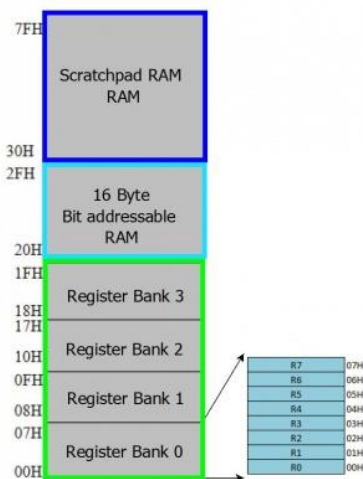 7FH
Scratchpad RAM
RAM
30H
2FH
16 Byte
Bit addressable
RAM
20H
1FH
Register Bank 3
18H
17H
Register Bank 2
10H
0FH
Register Bank 1
08H
07H
Register Bank 0
00H
R7 07H
R6 06H
R5 05H
R4 04H
R3 03H
R2 02H
R1 01H
R0 00H